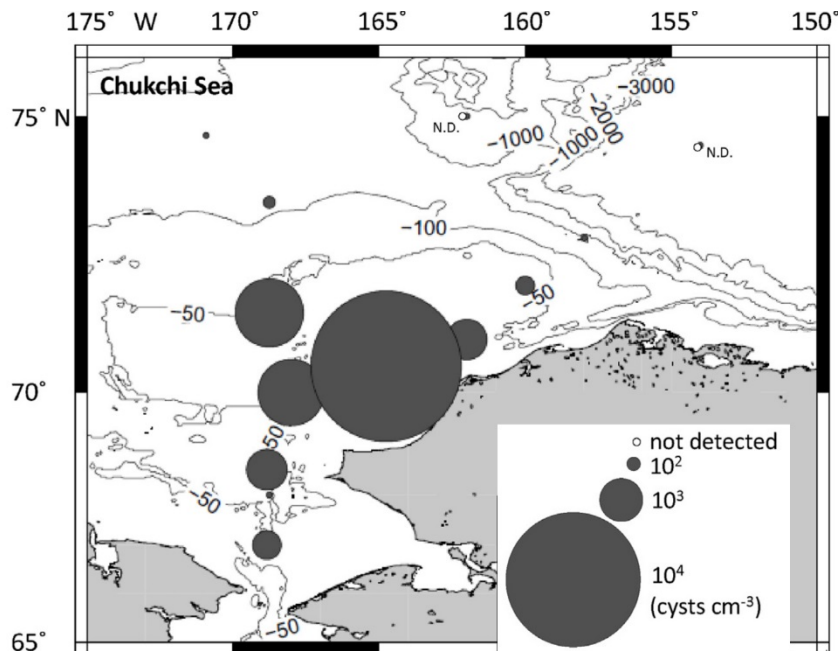 175° W 170° 165° 160° 155° 150°
Chukchi Sea
75° N
N.D.
N.D.
−3000
−2000
−1000
−1000
−100
−50
−50
70°
50
−50
−50
65°
not detected
10²
10³
10⁴
(cysts cm⁻³)